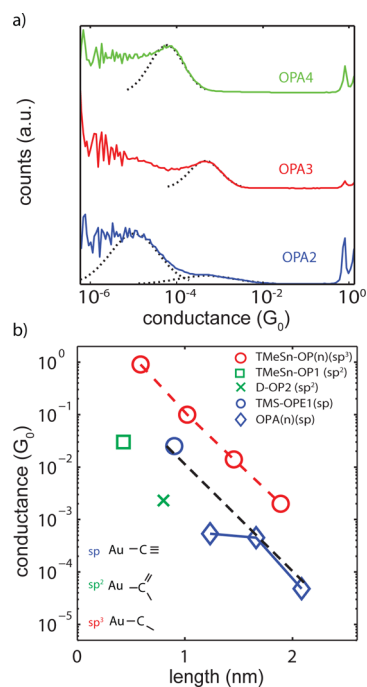 a)
counts (a.u.)
OPA4
OPA3
OPA2
10⁻⁶ 10⁻⁴ 10⁻² 10⁰
conductance (G₀)
b)
conductance (G₀)
10⁰
10⁻¹
10⁻²
10⁻³
10⁻⁴
10⁻⁵
TMeSn-OP(n)(sp³)
TMeSn-OP1 (sp²)
D-OP2 (sp²)
TMS-OPE1(sp)
OPA(n)(sp)
sp Au–C≡
sp² Au–C
sp³ Au–C
0 1 2
length (nm)